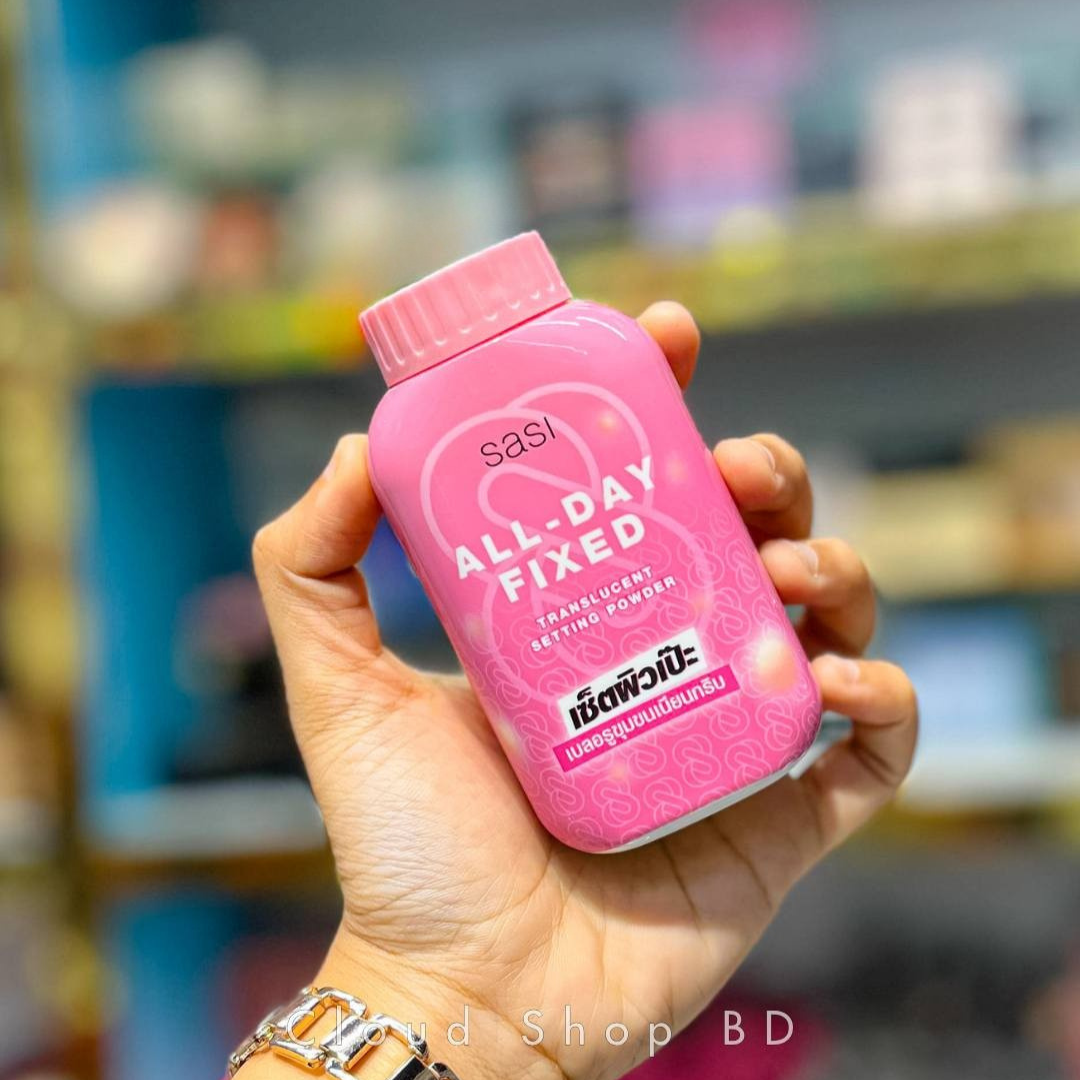 sasi
ALL-DAY
FIXED
TRANSLUCENT
SETTING POWDER
เซ็ตผิวเป๊ะ
เบลอรูขุมขนเนียนกริบ
Cloud Shop BD